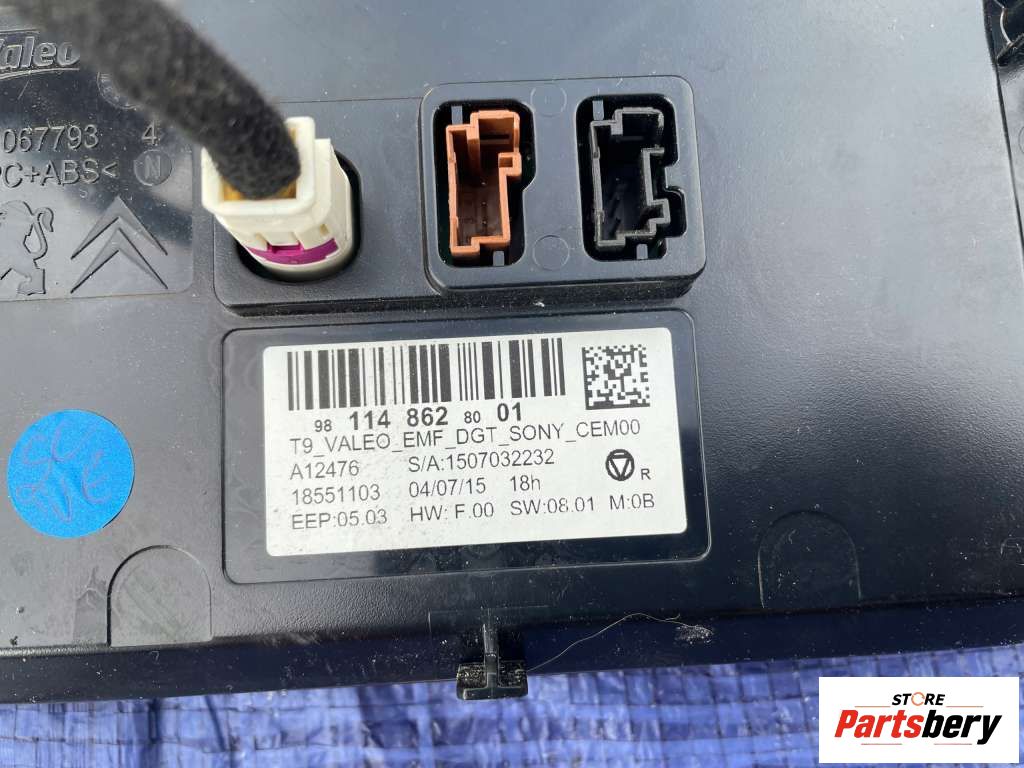 Valeo
067793 4
PC+ABS< N
98 114 862 80 01
T9_VALEO_EMF_DGT_SONY_CEM00
A12476 S/A:1507032232
18551103 04/07/15 18h R
EEP:05.03 HW: F.00 SW:08.01 M:0B
STORE
Partsbery